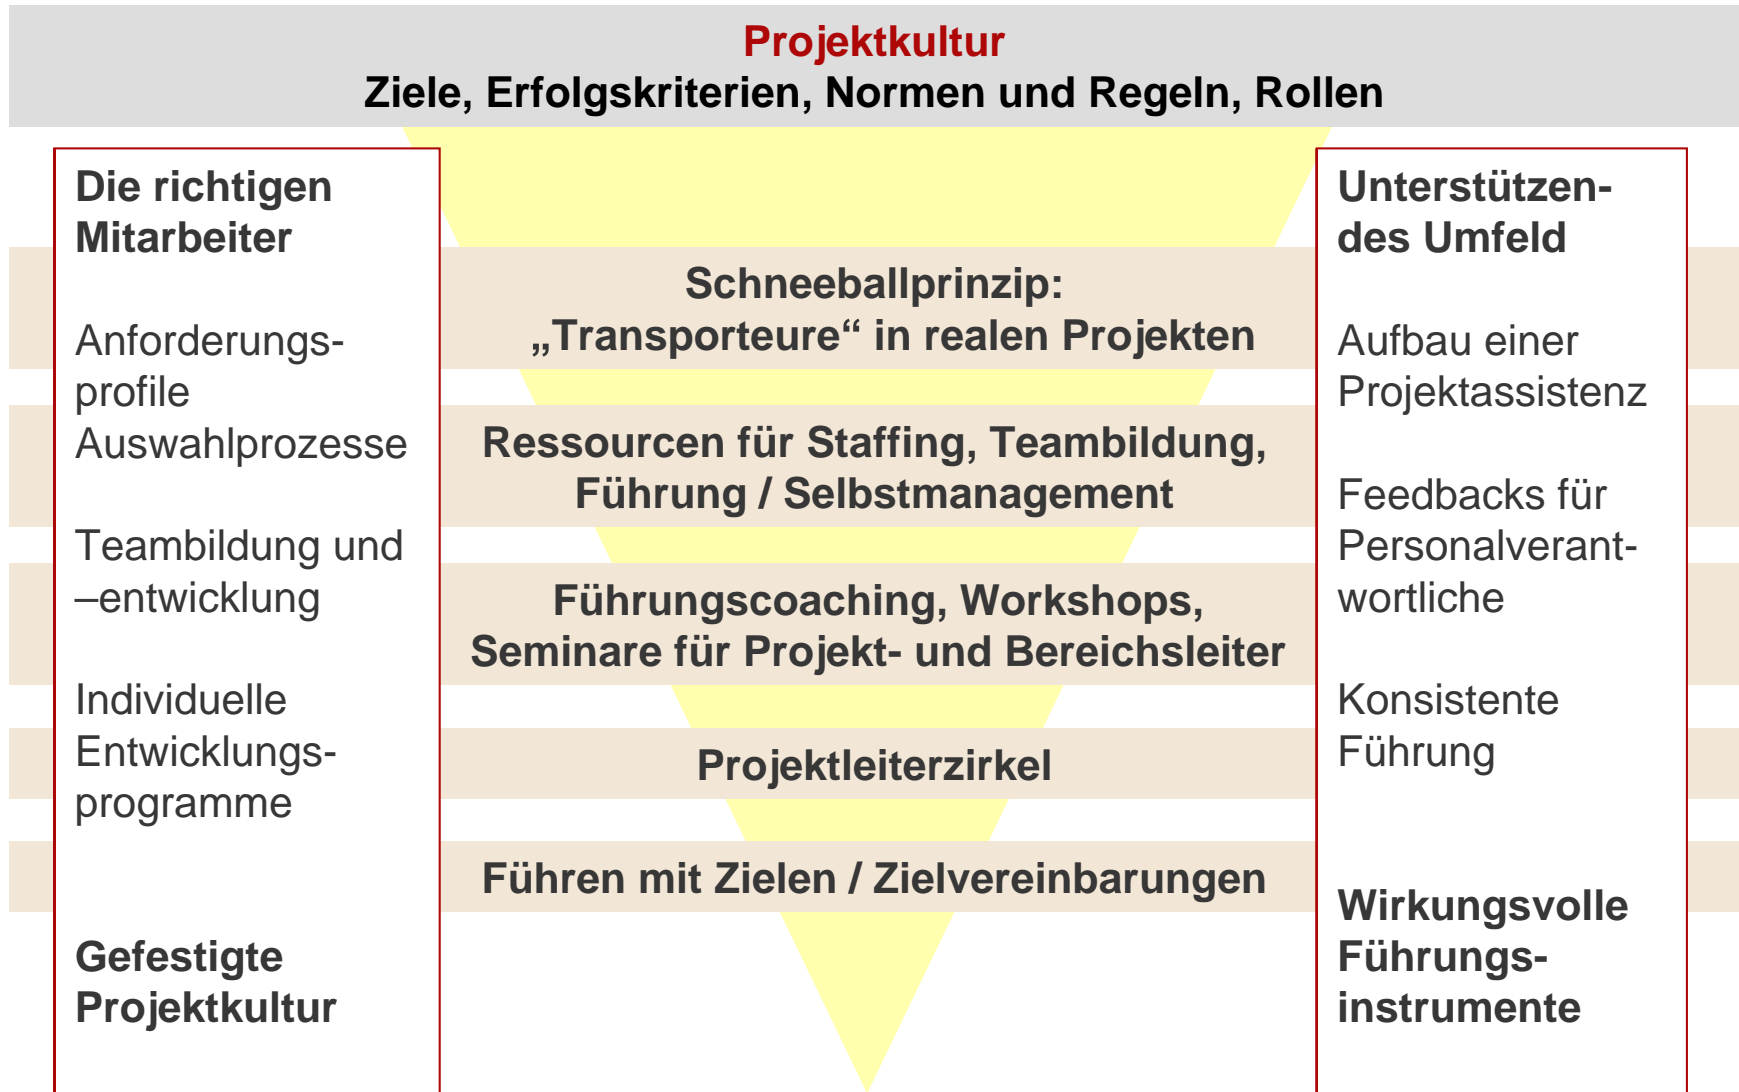 Projektkultur
Ziele, Erfolgskriterien, Normen und Regeln, Rollen
Die richtigen
Mitarbeiter
Anforderungs-
profile
Auswahlprozesse
Teambildung und
–entwicklung
Individuelle
Entwicklungs-
programme
Gefestigte
Projektkultur
Schneeballprinzip:
„Transporteure“ in realen Projekten
Ressourcen für Staffing, Teambildung,
Führung / Selbstmanagement
Führungscoaching, Workshops,
Seminare für Projekt- und Bereichsleiter
Projektleiterzirkel
Führen mit Zielen / Zielvereinbarungen
Unterstützen-
des Umfeld
Aufbau einer
Projektassistenz
Feedbacks für
Personalverant-
wortliche
Konsistente
Führung
Wirkungsvolle
Führungs-
instrumente